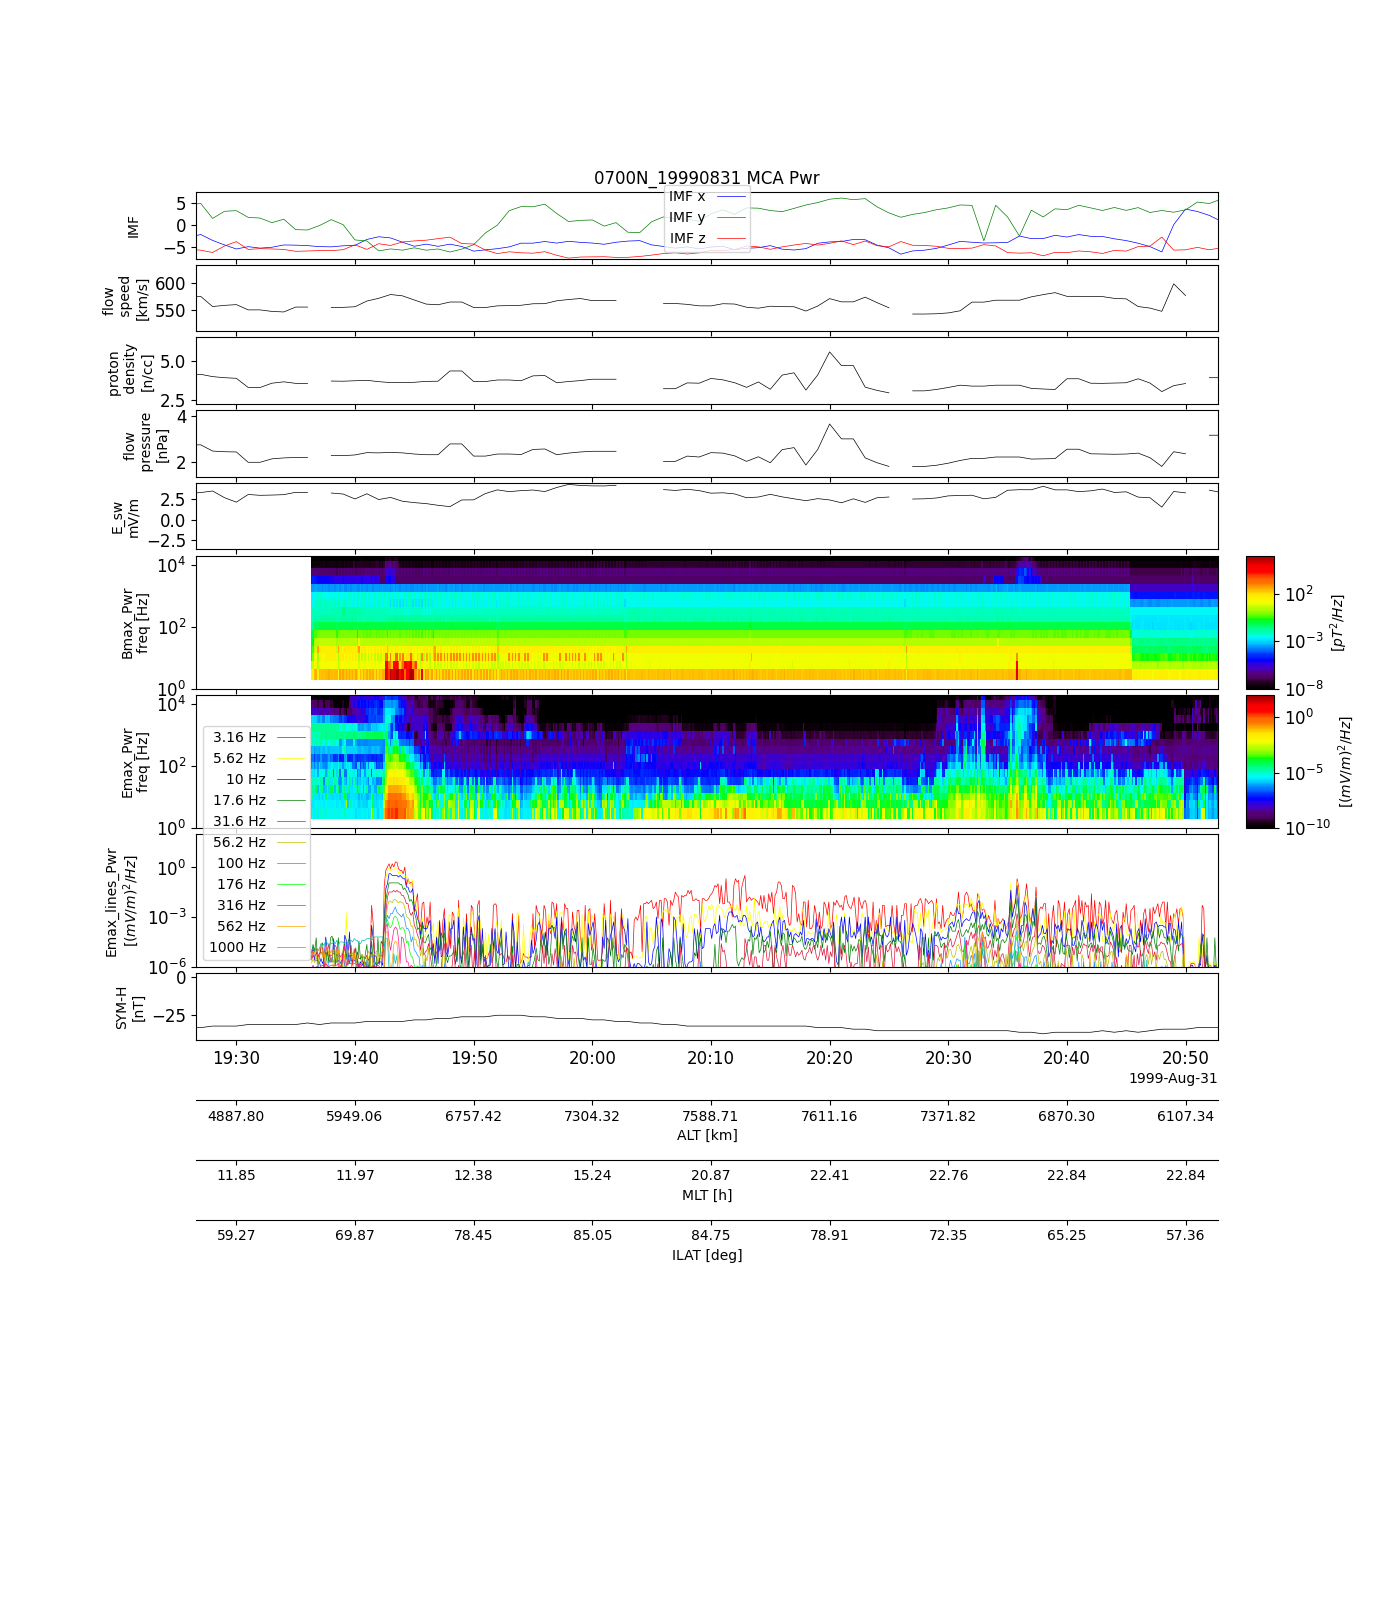 0700N_19990831 MCA Pwr
IMF
5
0
−5
IMF x
IMF y
IMF z
flow
speed
[km/s]
600
550
proton
density
[n/cc]
5.0
2.5
flow
pressure
[nPa]
4
2
E_sw
mV/m
2.5
0.0
−2.5
Bmax_Pwr
freq [Hz]
10^4
10^2
10^0
10^2
10^-3
10^-8
[pT^2/Hz]
Emax_Pwr
freq [Hz]
10^4
10^2
10^0
10^0
10^-5
10^-10
[(mV/m)^2/Hz]
3.16 Hz
5.62 Hz
10 Hz
17.6 Hz
31.6 Hz
56.2 Hz
100 Hz
176 Hz
316 Hz
562 Hz
1000 Hz
Emax_lines_Pwr
[(mV/m)^2/Hz]
10^0
10^-3
10^-6
SYM-H
[nT]
0
−25
19:30 19:40 19:50 20:00 20:10 20:20 20:30 20:40 20:50
1999-Aug-31
4887.80 5949.06 6757.42 7304.32 7588.71 7611.16 7371.82 6870.30 6107.34
ALT [km]
11.85 11.97 12.38 15.24 20.87 22.41 22.76 22.84 22.84
MLT [h]
59.27 69.87 78.45 85.05 84.75 78.91 72.35 65.25 57.36
ILAT [deg]